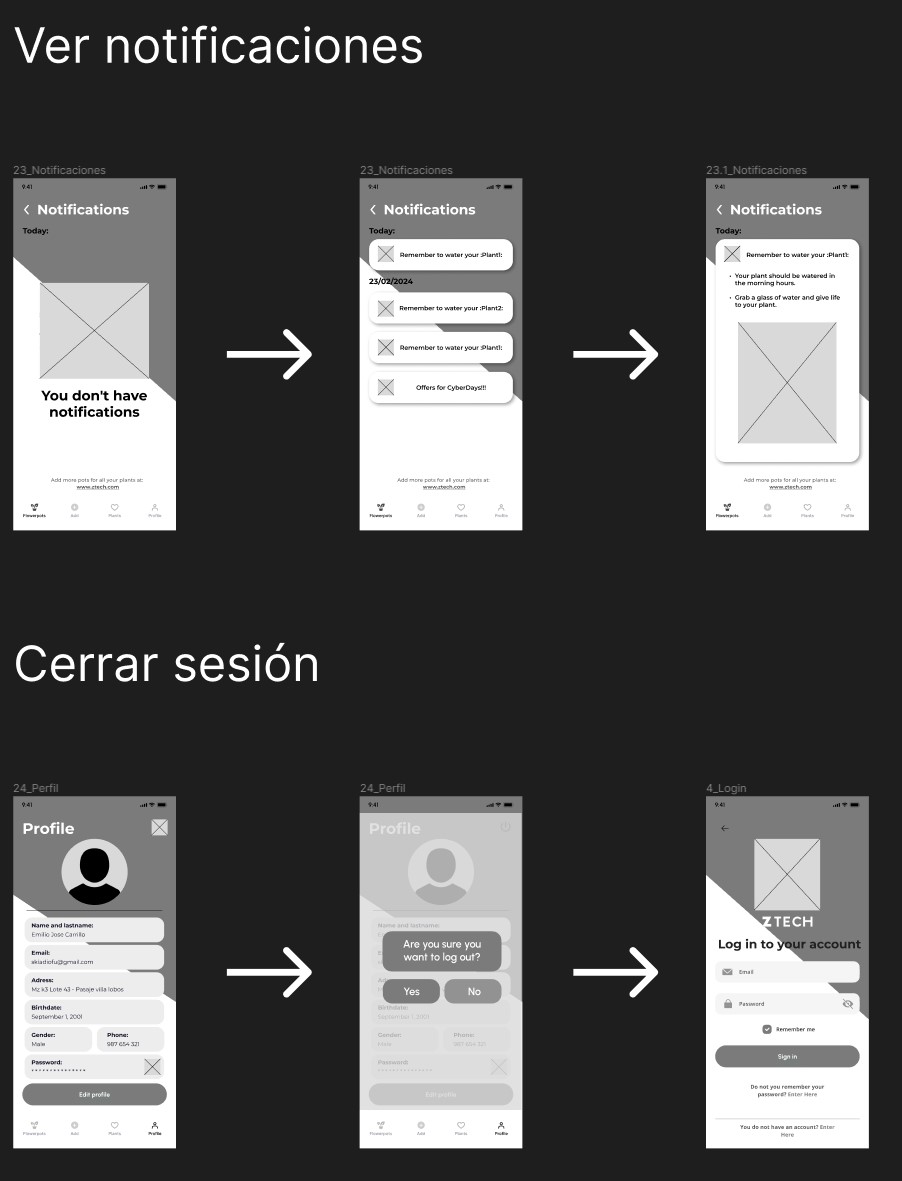 Ver notificaciones
23_Notificaciones
9:41
Notifications
Today:
You don't have
notifications
Add more pots for all your plants at:
www.ztech.com
Flowerpots Add Plants Profile
23_Notificaciones
9:41
Notifications
Today:
Remember to water your :Plant1:
23/02/2024
Remember to water your :Plant2:
Remember to water your :Plant1:
Offers for CyberDays!!!
Add more pots for all your plants at:
www.ztech.com
Flowerpots Add Plants Profile
23.1_Notificaciones
9:41
Notifications
Today:
Remember to water your :Plant1:
• Your plant should be watered in
the morning hours.
• Grab a glass of water and give life
to your plant.
Add more pots for all your plants at:
www.ztech.com
Flowerpots Add Plants Profile
Cerrar sesión
24_Perfil
9:41
Profile
Name and lastname:
Emilio Jose Carrilo
Email:
akiadiofu@gmail.com
Adress:
Mz k3 Lote 43 - Pasaje villa lobos
Birthdate:
September 1, 2001
Gender: Phone:
Male 987 654 321
Password:
Edit profile
Flowerpots Add Plants Profile
24_Perfil
9:41
Profile
Name and lastname:
Are you sure you
want to log out?
Yes No
Birthdate:
September 1, 2001
Gender: Phone:
Male 987 654 321
Password:
Edit profile
Flowerpots Add Plants Profile
4_Login
9:41
ZTECH
Log in to your account
Email
Password
Remember me
Sign in
Do not you remember your
password? Enter Here
You do not have an account? Enter
Here